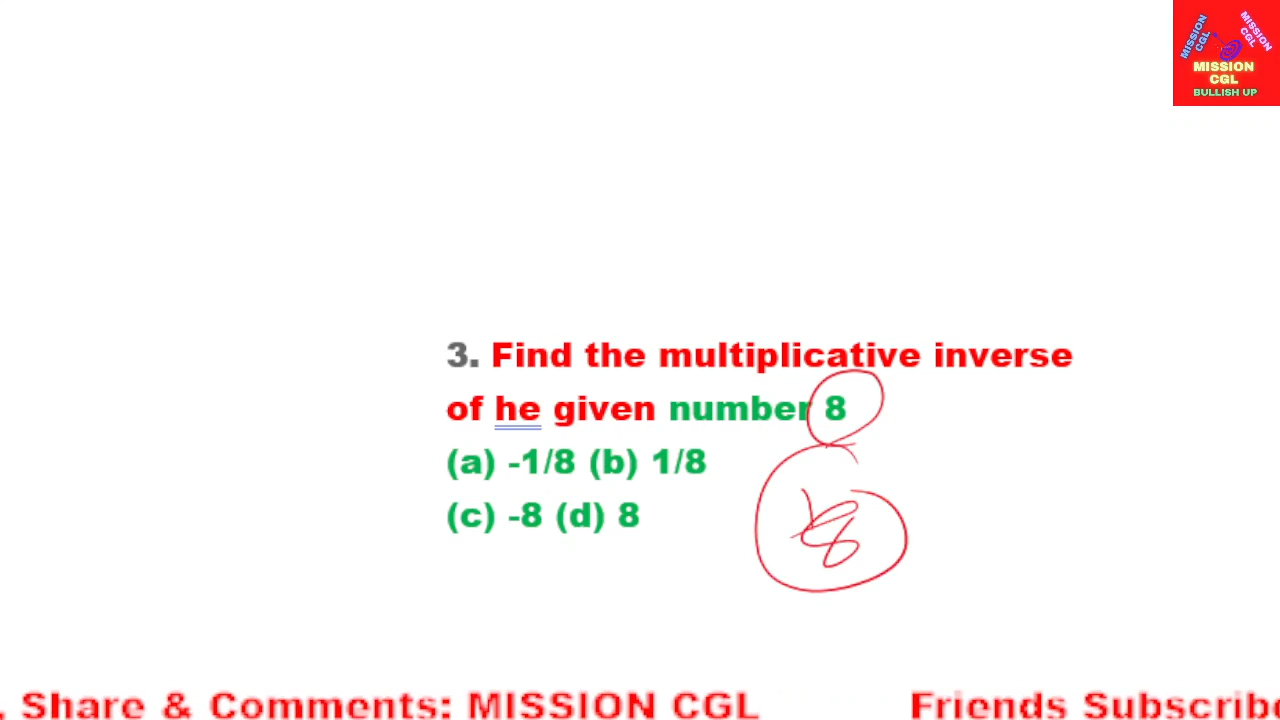 MISSION
CGL
MISSION
CGL
MISSION
CGL
BULLISH UP
3. Find the multiplicative inverse
of he given number 8
(a) -1/8 (b) 1/8
(c) -8 (d) 8
. Share & Comments: MISSION CGL Friends Subscribe